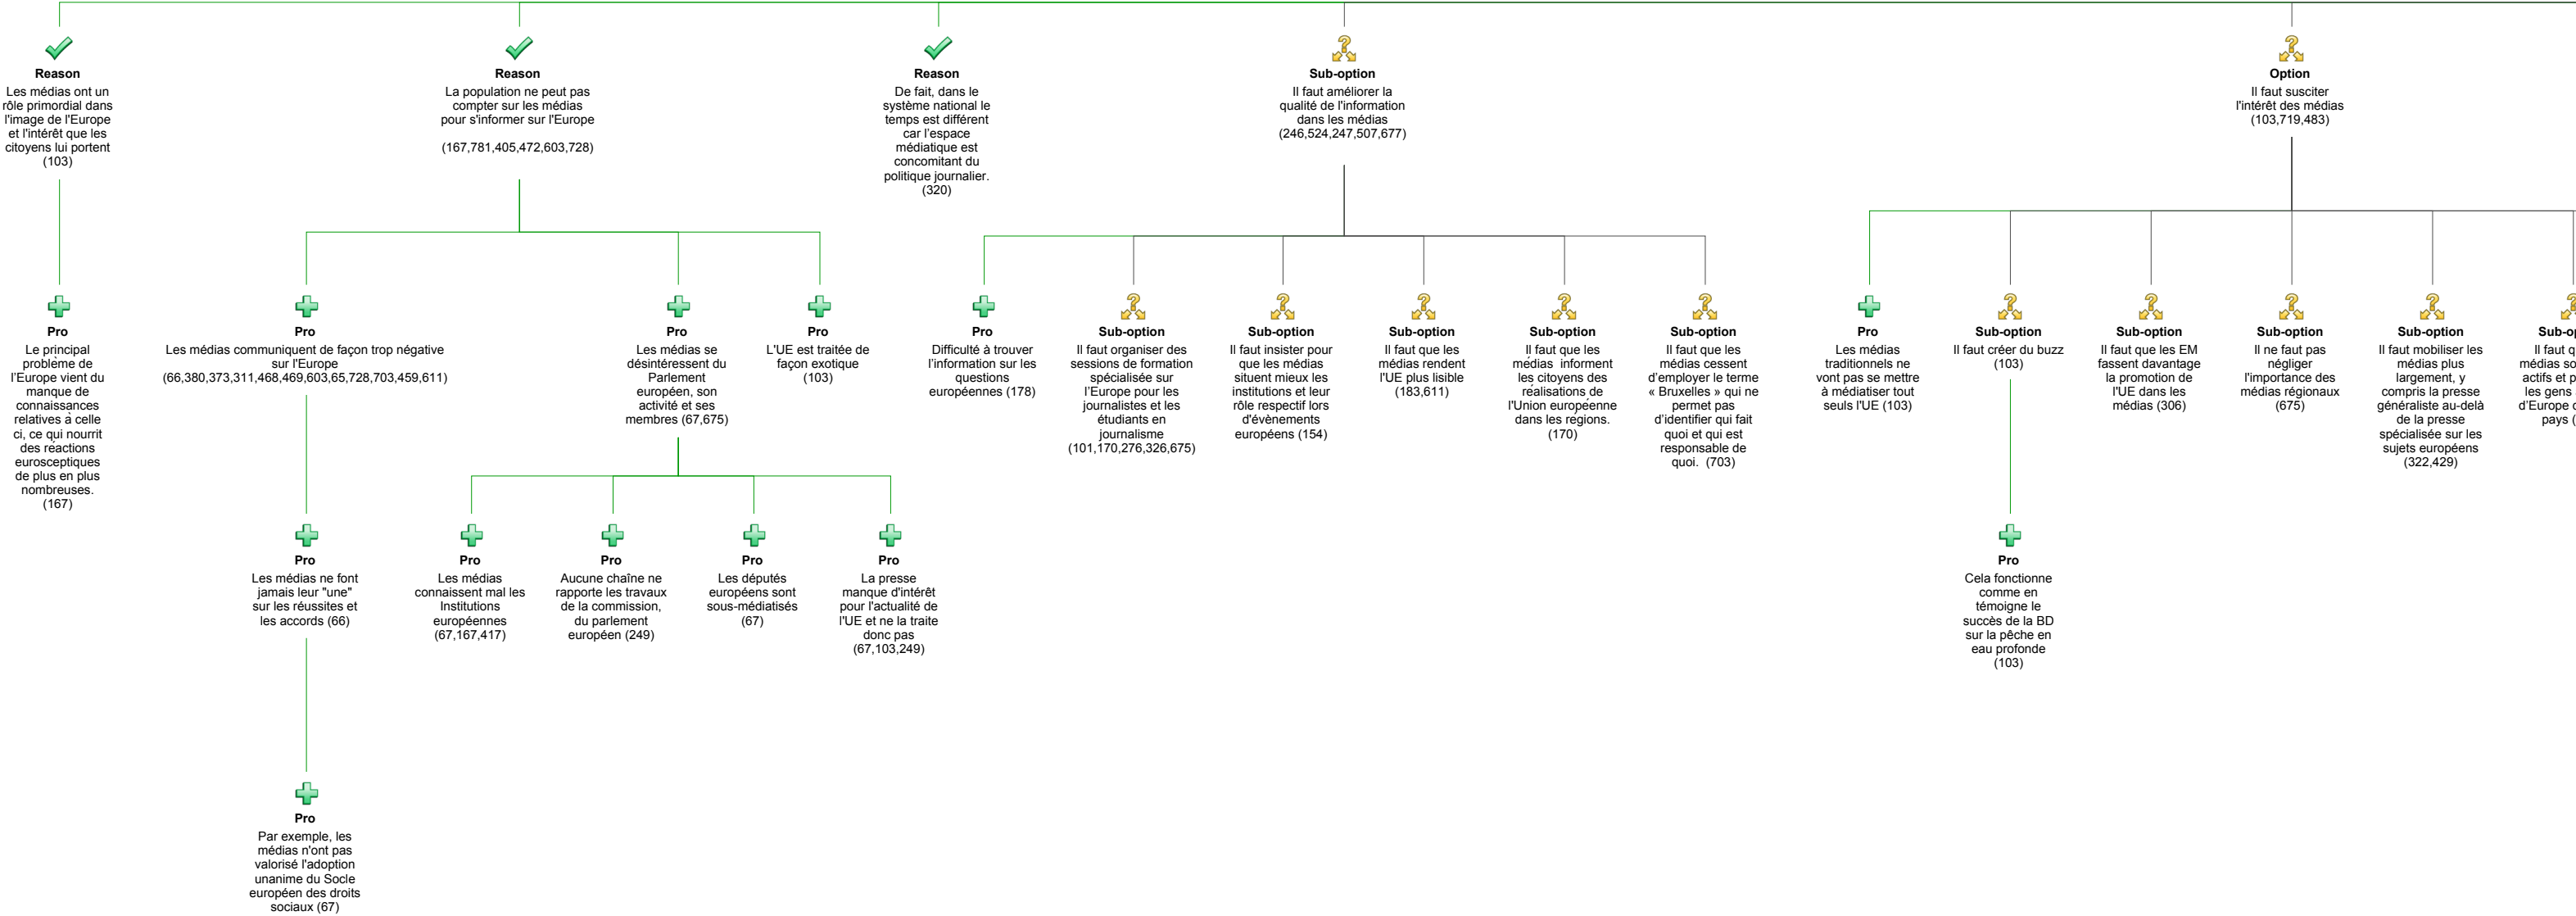 Reason
Les médias ont un
rôle primordial dans
l'image de l'Europe
et l'intérêt que les
citoyens lui portent
(103)
Reason
La population ne peut pas
compter sur les médias
pour s'informer sur l'Europe
(167,781,405,472,603,728)
Reason
De fait, dans le
système national le
temps est différent
car l'espace
médiatique est
concomitant du
politique journalier.
(320)
Sub-option
Il faut améliorer la
qualité de l'information
dans les médias
(246,524,247,507,677)
Option
Il faut susciter
l'intérêt des médias
(103,719,483)
Pro
Le principal
problème de
l'Europe vient du
manque de
connaissances
relatives à celle
ci, ce qui nourrit
des réactions
eurosceptiques
de plus en plus
nombreuses.
(167)
Pro
Les médias communiquent de façon trop négative
sur l'Europe
(66,380,373,311,468,469,603,65,728,703,459,611)
Pro
Les médias se
désintéressent du
Parlement
européen, son
activité et ses
membres (67,675)
Pro
L'UE est traitée de
façon exotique
(103)
Pro
Difficulté à trouver
l'information sur les
questions
européennes (178)
Sub-option
Il faut organiser des
sessions de formation
spécialisée sur
l'Europe pour les
journalistes et les
étudiants en
journalisme
(101,170,276,326,675)
Sub-option
Il faut insister pour
que les médias
situent mieux les
institutions et leur
rôle respectif lors
d'évènements
européens (154)
Sub-option
Il faut que les
médias rendent
l'UE plus lisible
(183,611)
Sub-option
Il faut que les
médias informent
les citoyens des
réalisations de
l'Union européenne
dans les régions.
(170)
Sub-option
Il faut que les
médias cessent
d'employer le terme
« Bruxelles » qui ne
permet pas
d'identifier qui fait
quoi et qui est
responsable de
quoi. (703)
Pro
Les médias
traditionnels ne
vont pas se mettre
à médiatiser tout
seuls l'UE (103)
Sub-option
Il faut créer du buzz
(103)
Sub-option
Il faut que les EM
fassent davantage
la promotion de
l'UE dans les
médias (306)
Sub-option
Il ne faut pas
négliger
l'importance des
médias régionaux
(675)
Sub-option
Il faut mobiliser les
médias plus
largement, y
compris la presse
généraliste au-delà
de la presse
spécialisée sur les
sujets européens
(322,429)
Il faut
médias
actifs et
les gens
d'Europe
pays (
Pro
Les médias ne font
jamais leur "une"
sur les réussites et
les accords (66)
Pro
Les médias
connaissent mal les
Institutions
européennes
(67,167,417)
Pro
Aucune chaîne ne
rapporte les travaux
de la commission,
du parlement
européen (249)
Pro
Les députés
européens sont
sous-médiatisés
(67)
Pro
La presse
manque d'intérêt
pour l'actualité de
l'UE et ne la traite
donc pas
(67,103,249)
Pro
Cela fonctionne
comme en
témoigne le
succès de la BD
sur la pêche en
eau profonde
(103)
Pro
Par exemple, les
médias n'ont pas
valorisé l'adoption
unanime du Socle
européen des droits
sociaux (67)